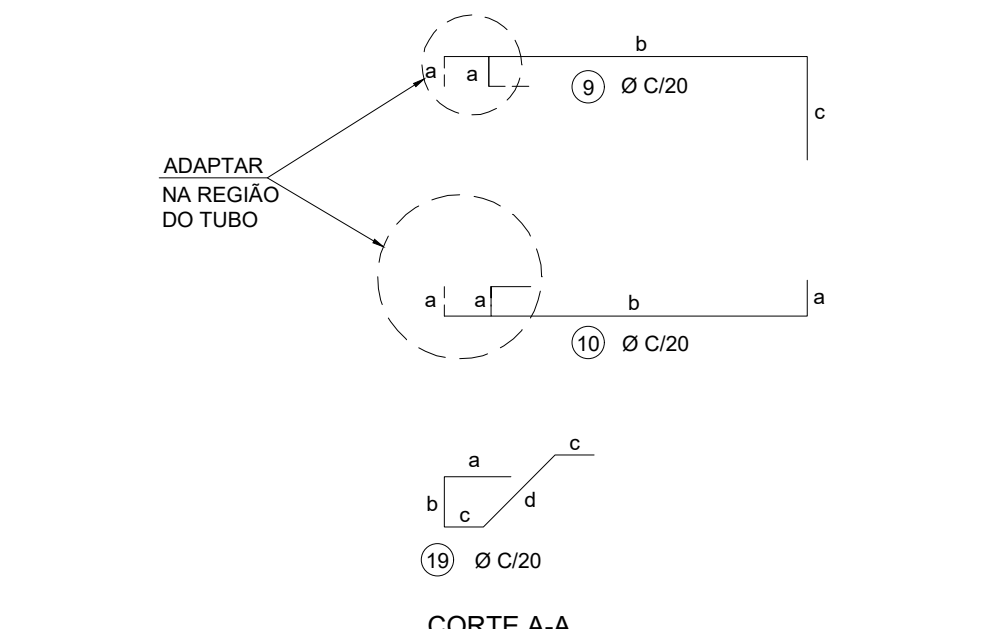 b
a a
9 Ø C/20
c
ADAPTAR
NA REGIÃO
DO TUBO
a a b a
10 Ø C/20
c
a
b c d
19 Ø C/20
CORTE A-A